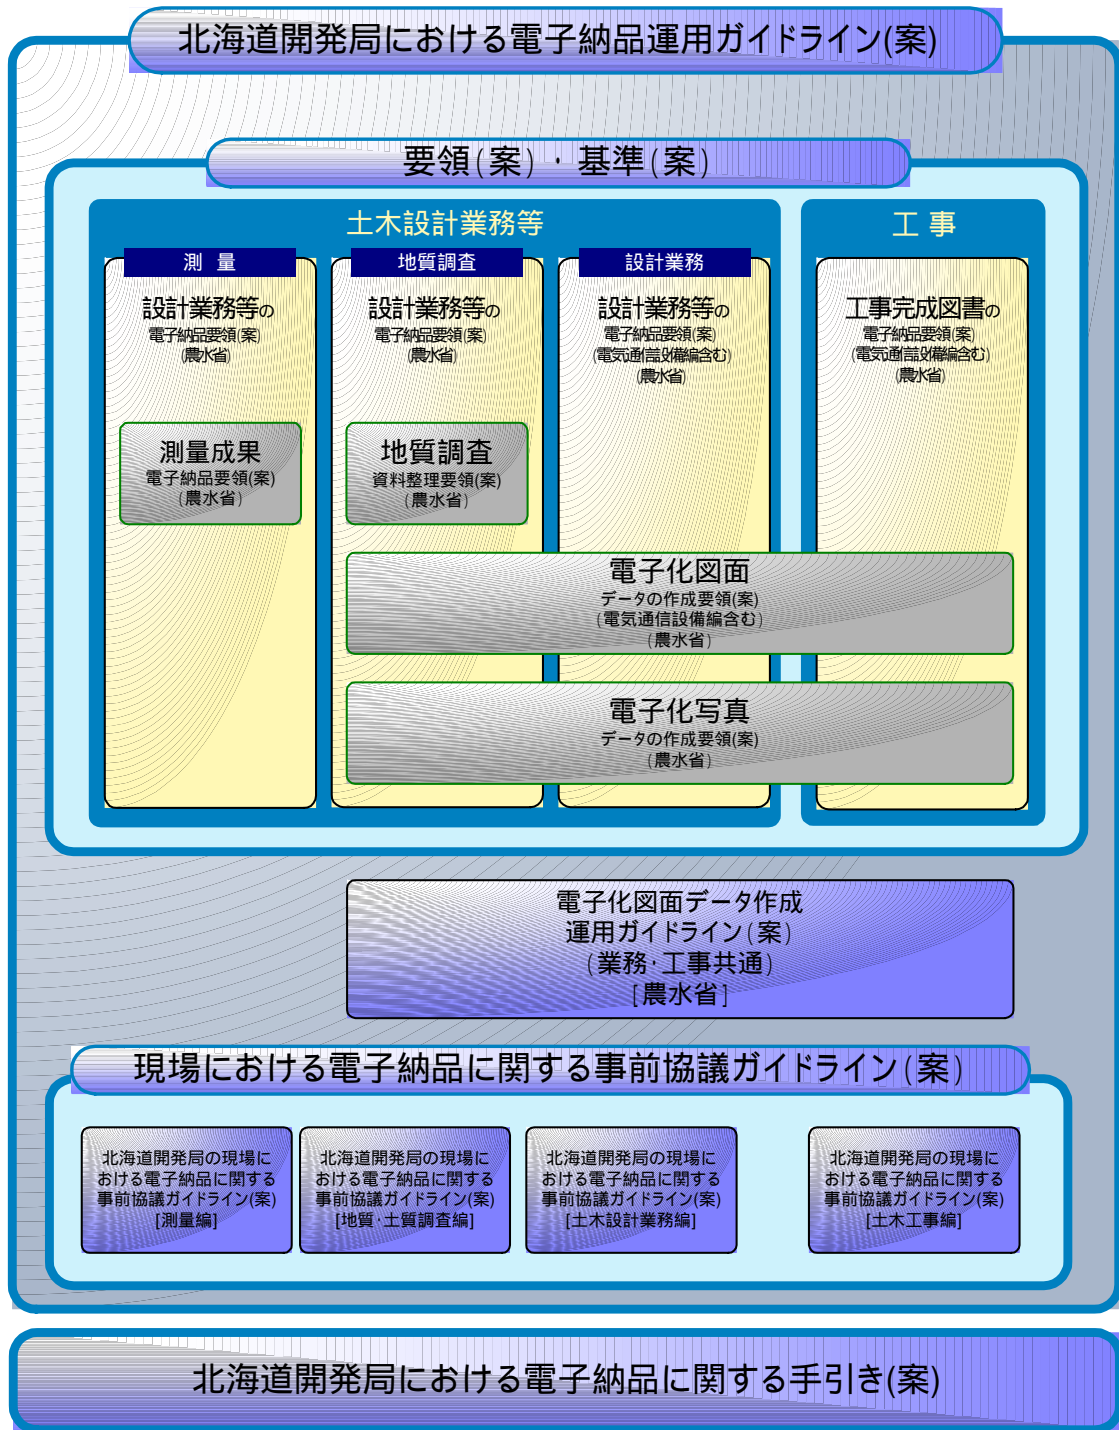 北海道開発局における電子納品運用ガイドライン(案)
要領(案)・基準(案)
土木設計業務等
測 量
設計業務等の
電子納品要領(案)
(農水省)
測量成果
電子納品要領(案)
(農水省)
地質調査
設計業務等の
電子納品要領(案)
(農水省)
地質調査
資料整理要領(案)
(農水省)
設計業務
設計業務等の
電子納品要領(案)
(電気通信設備編含む)
(農水省)
工 事
工事完成図書の
電子納品要領(案)
(電気通信設備編含む)
(農水省)
電子化図面
データの作成要領(案)
(電気通信設備編含む)
(農水省)
電子化写真
データの作成要領(案)
(農水省)
電子化図面データ作成
運用ガイドライン(案)
(業務・工事共通)
[農水省]
現場における電子納品に関する事前協議ガイドライン(案)
北海道開発局の現場に
おける電子納品に関する
事前協議ガイドライン(案)
[測量編]
北海道開発局の現場に
おける電子納品に関する
事前協議ガイドライン(案)
[地質・土質調査編]
北海道開発局の現場に
おける電子納品に関する
事前協議ガイドライン(案)
[土木設計業務編]
北海道開発局の現場に
おける電子納品に関する
事前協議ガイドライン(案)
[土木工事編]
北海道開発局における電子納品に関する手引き(案)